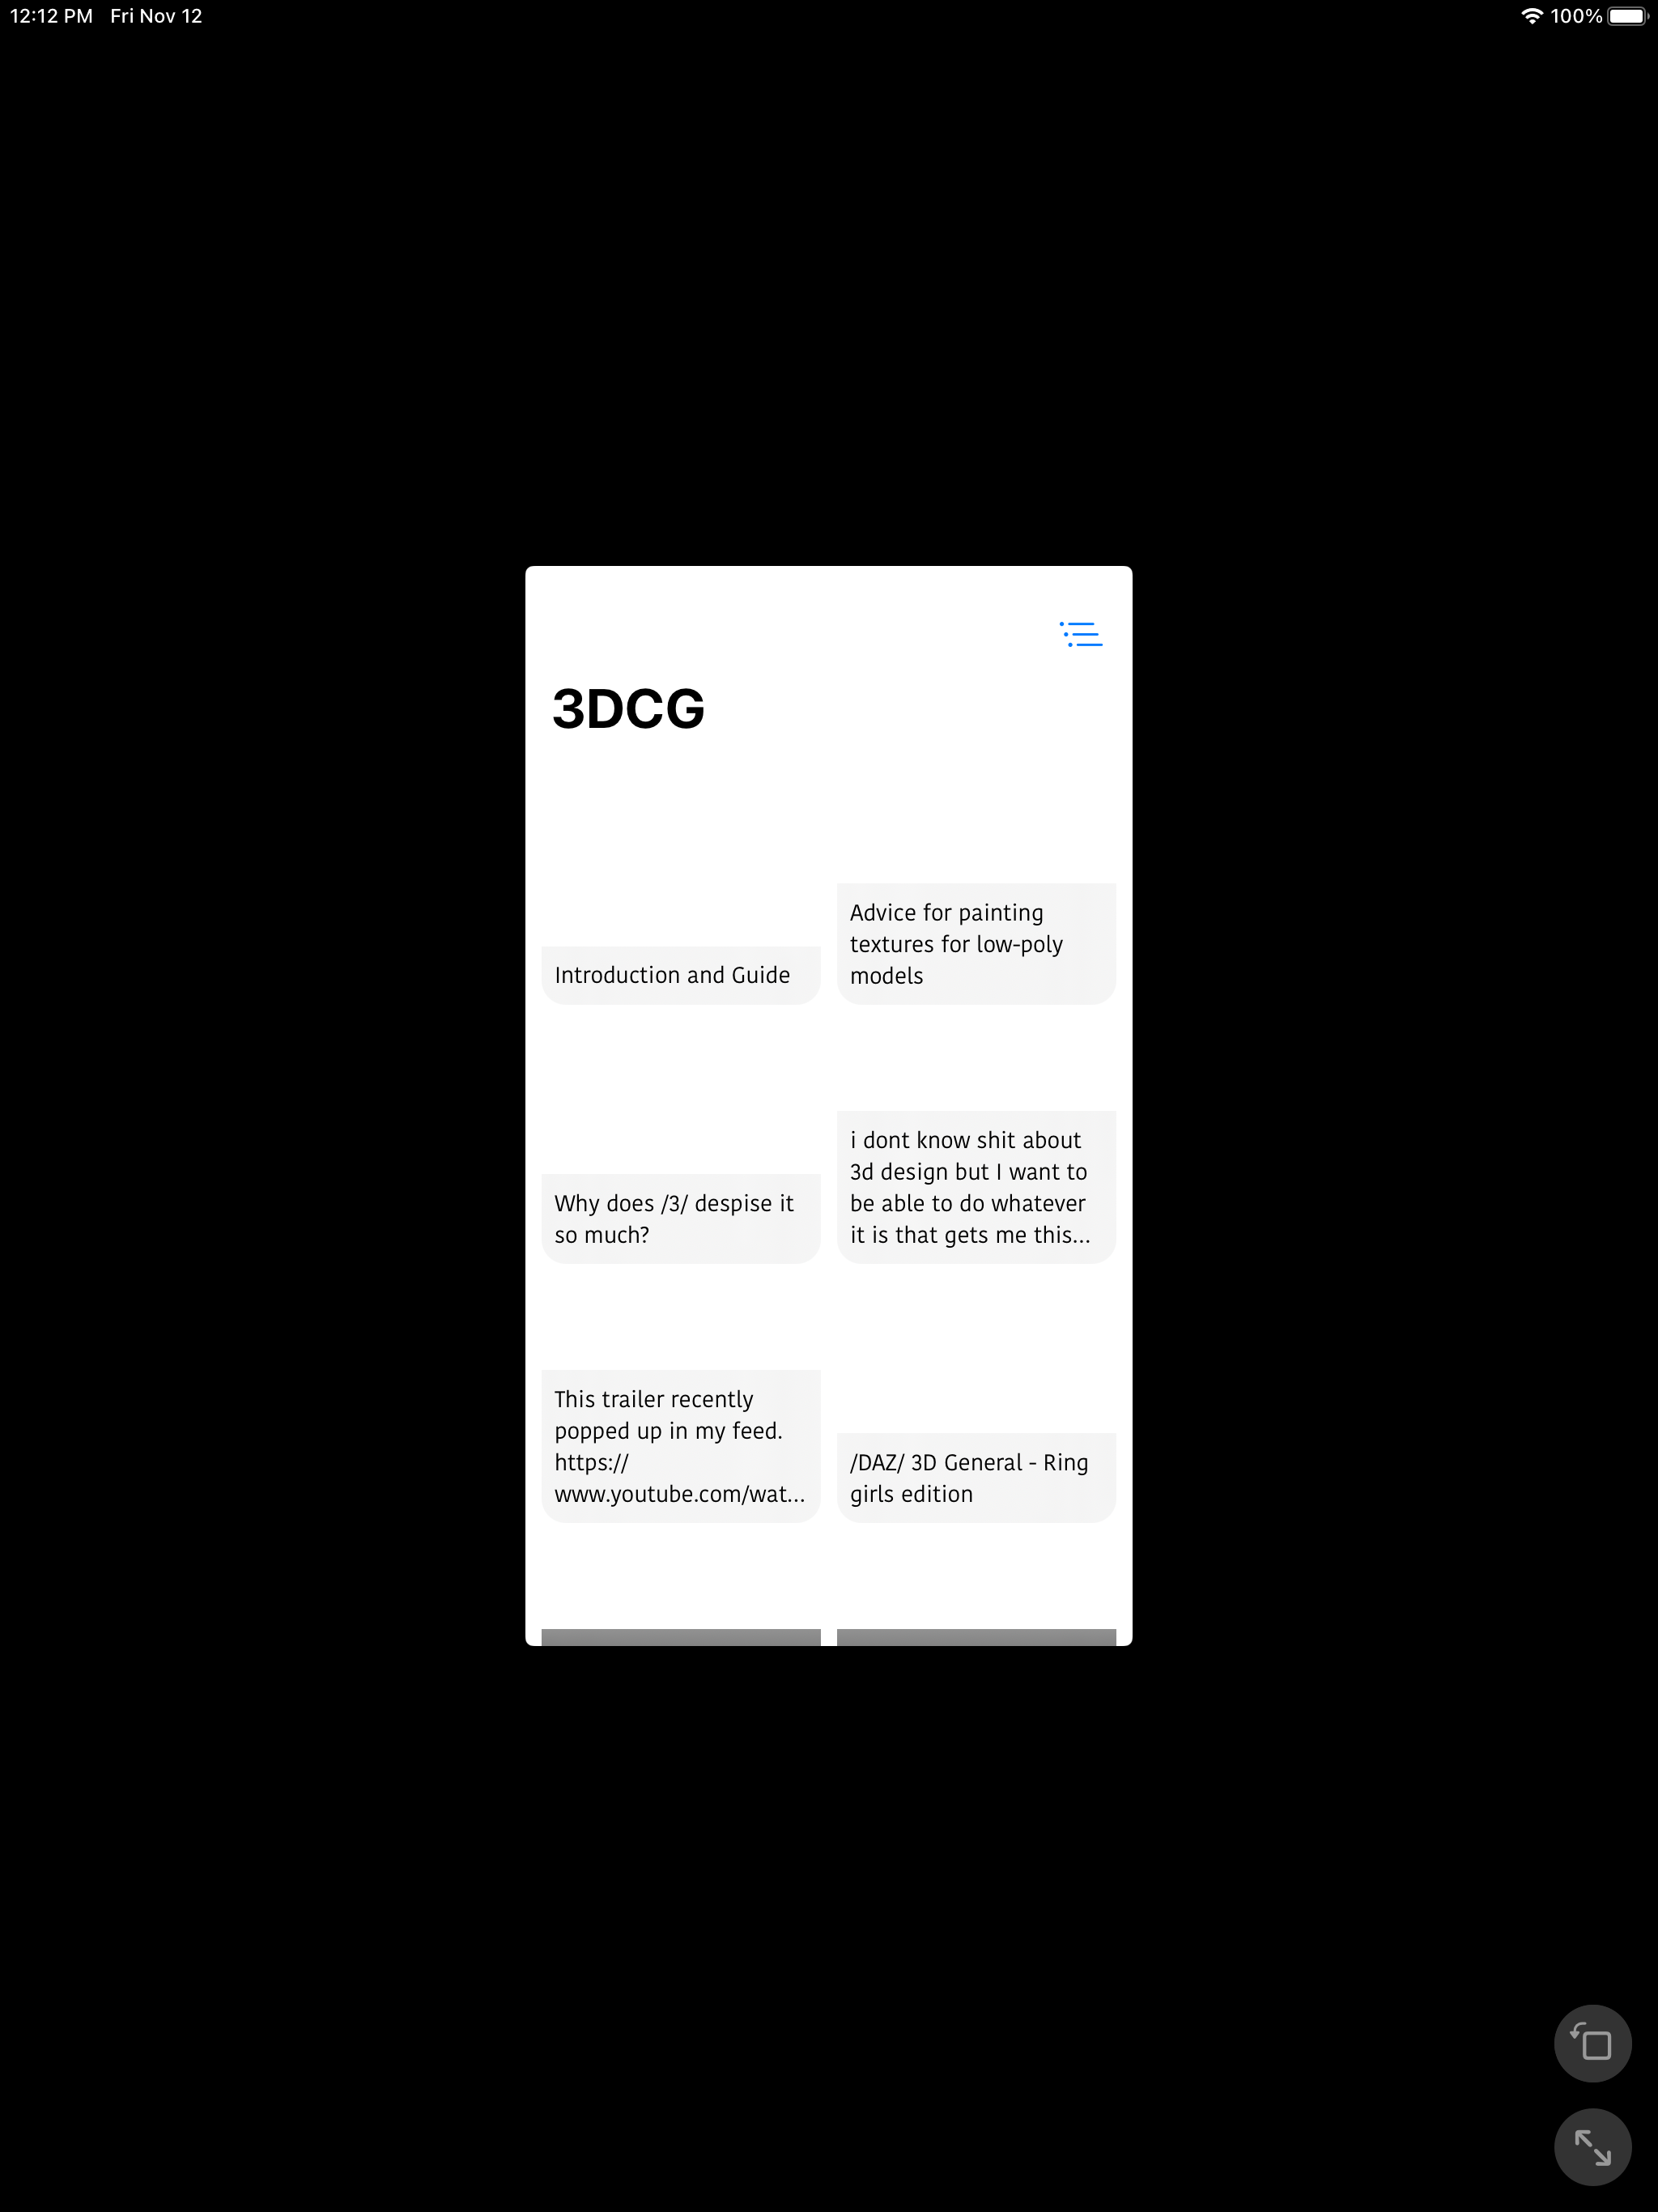 12:12 PM Fri Nov 12
100%
3DCG
Introduction and Guide
Advice for painting
textures for low-poly
models
Why does /3/ despise it
so much?
i dont know shit about
3d design but I want to
be able to do whatever
it is that gets me this...
This trailer recently
popped up in my feed.
https://
www.youtube.com/wat...
/DAZ/ 3D General - Ring
girls edition